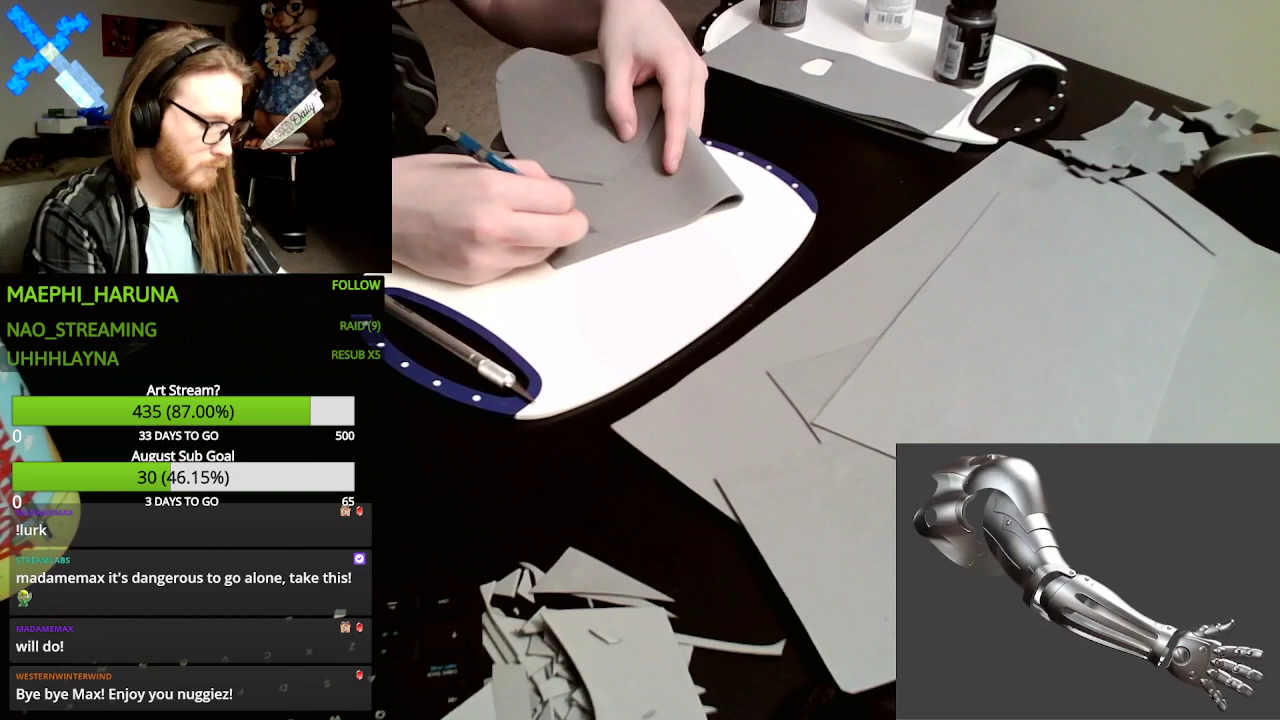 Daily
MAEPHI_HARUNA FOLLOW
NAO_STREAMING RAID (9)
UHHHLAYNA RESUB X5
Art Stream?
435 (87.00%)
0 33 DAYS TO GO 500
August Sub Goal
30 (46.15%)
0 3 DAYS TO GO 65
MADAMEMAX
!lurk
STREAMLABS
madamemax it's dangerous to go alone, take this!
MADAMEMAX
will do!
WESTERNWINTERWIND
Bye bye Max! Enjoy you nuggiez!